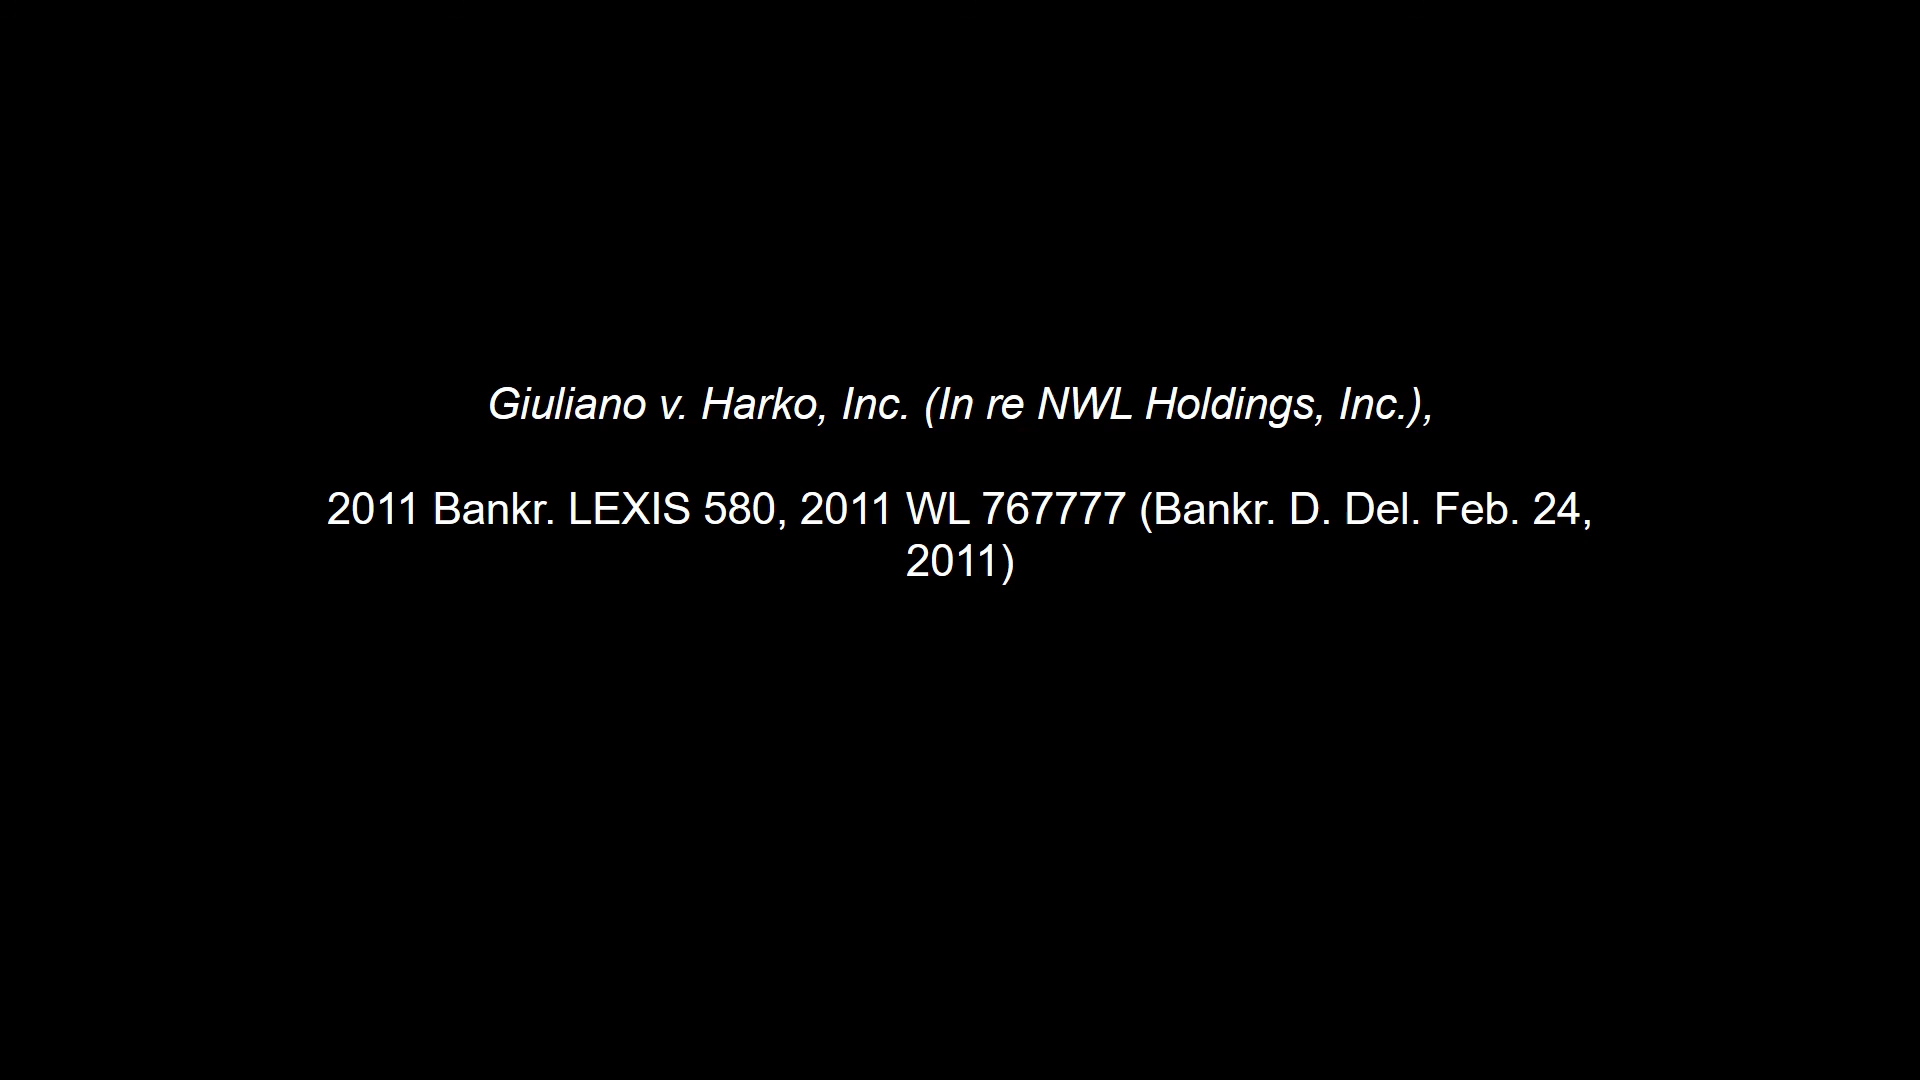 Giuliano v. Harko, Inc. (In re NWL Holdings, Inc.),
2011 Bankr. LEXIS 580, 2011 WL 767777 (Bankr. D. Del. Feb. 24,
2011)